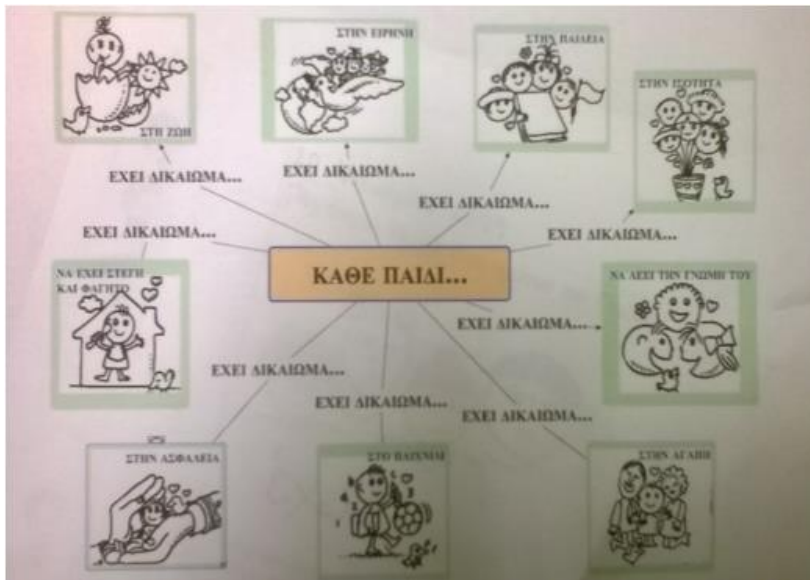 ΣΤΗΝ ΕΙΡΗΝΗ
ΣΤΗΝ ΠΑΙΔΕΙΑ
ΣΤΗΝ ΙΣΟΤΗΤΑ
ΣΤΗ ΖΩΗ
ΕΧΕΙ ΔΙΚΑΙΩΜΑ...
ΕΧΕΙ ΔΙΚΑΙΩΜΑ...
ΕΧΕΙ ΔΙΚΑΙΩΜΑ...
ΕΧΕΙ ΔΙΚΑΙΩΜΑ...
ΕΧΕΙ ΔΙΚΑΙΩΜΑ...
ΚΑΘΕ ΠΑΙΔΙ...
ΝΑ ΕΧΕΙ ΣΤΕΓΗ
ΚΑΙ ΦΑΓΗΤΟ
ΝΑ ΛΕΕΙ ΤΗΝ ΓΝΩΜΗ ΤΟΥ
ΕΧΕΙ ΔΙΚΑΙΩΜΑ...
ΕΧΕΙ ΔΙΚΑΙΩΜΑ...
ΕΧΕΙ ΔΙΚΑΙΩΜΑ...
ΕΧΕΙ ΔΙΚΑΙΩΜΑ...
ΣΤΗΝ ΑΣΦΑΛΕΙΑ
ΣΤΟ ΠΑΙΧΝΙΔΙ
ΣΤΗΝ ΑΓΑΠΗ